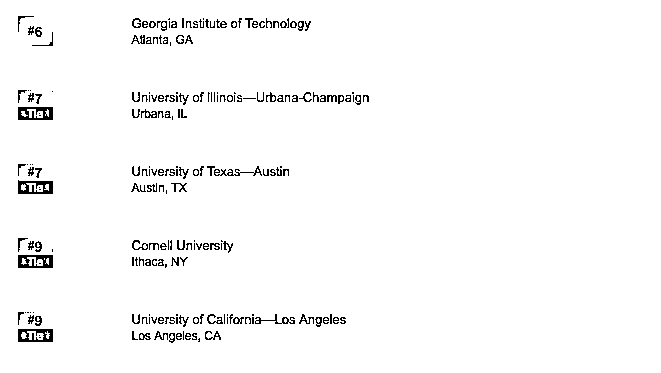 #6
Georgia Institute of Technology
Atlanta, GA
#7
Tie
University of Illinois—Urbana-Champaign
Urbana, IL
#7
Tie
University of Texas—Austin
Austin, TX
#9
Tie
Cornell University
Ithaca, NY
#9
Tie
University of California—Los Angeles
Los Angeles, CA